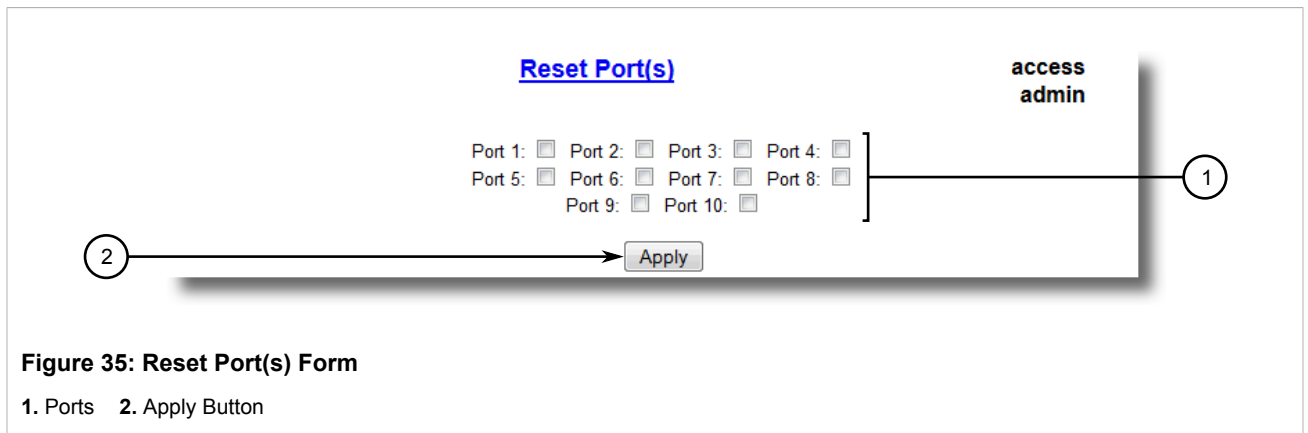 Reset Port(s)
access
admin
Port 1: Port 2: Port 3: Port 4:
Port 5: Port 6: Port 7: Port 8:
Port 9: Port 10:
1
2
Apply
Figure 35: Reset Port(s) Form
1. Ports 2. Apply Button